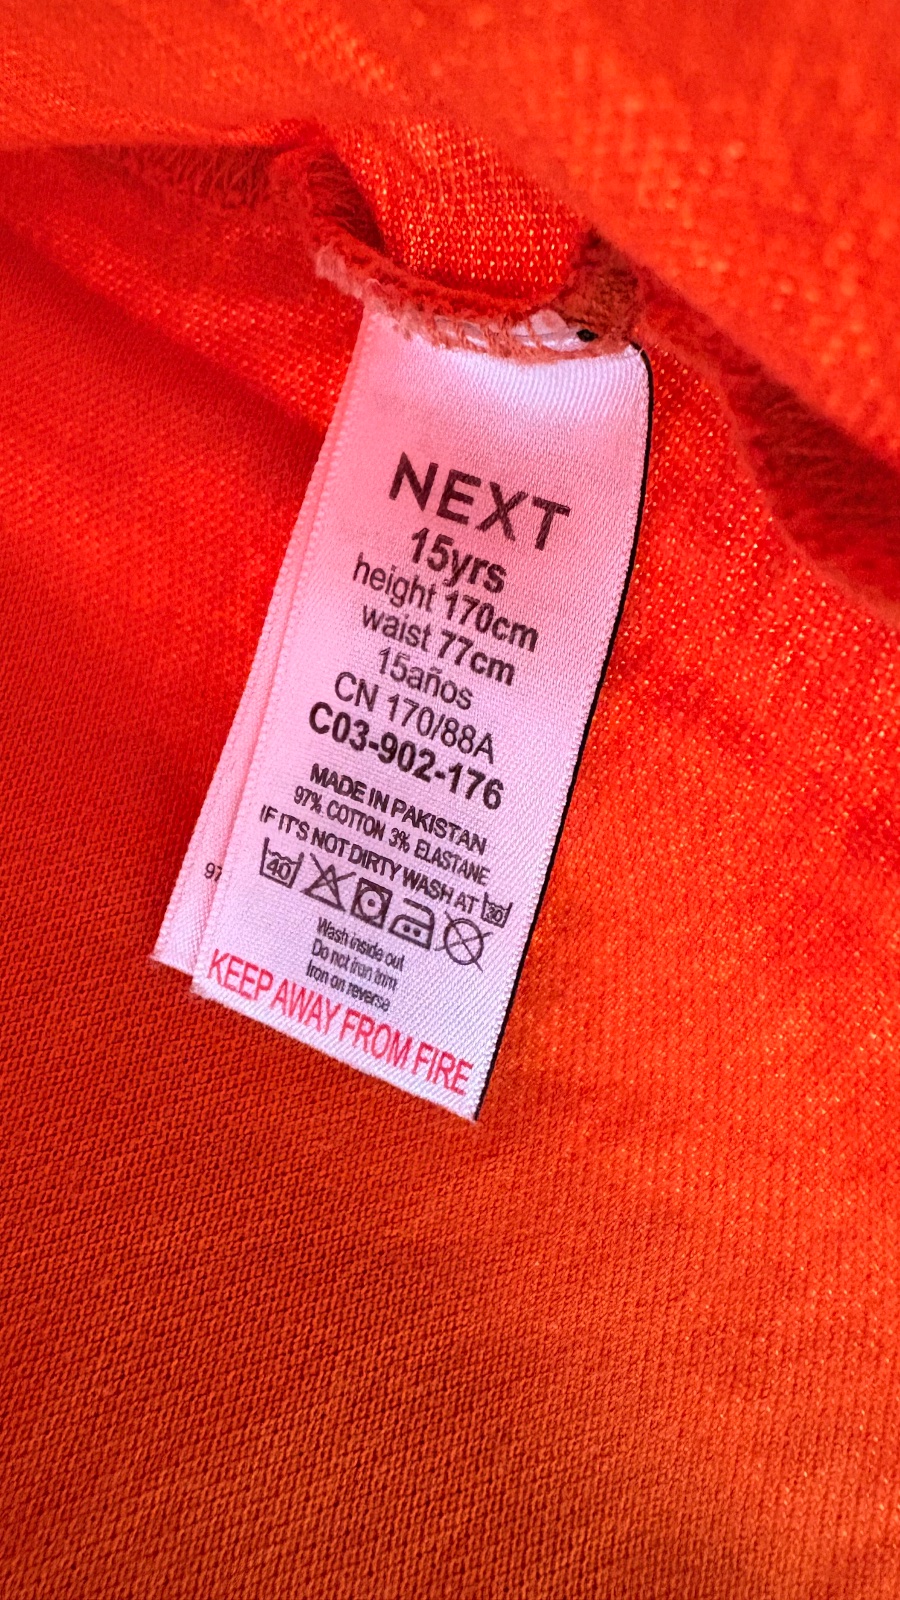 NEXT
15yrs
height 170cm
waist 77cm
15años
CN 170/88A
C03-902-176
MADE IN PAKISTAN
97% COTTON 3% ELASTANE
IF IT'S NOT DIRTY WASH AT 30
40
Wash inside out
Do not iron trim
Iron on reverse
KEEP AWAY FROM FIRE
97